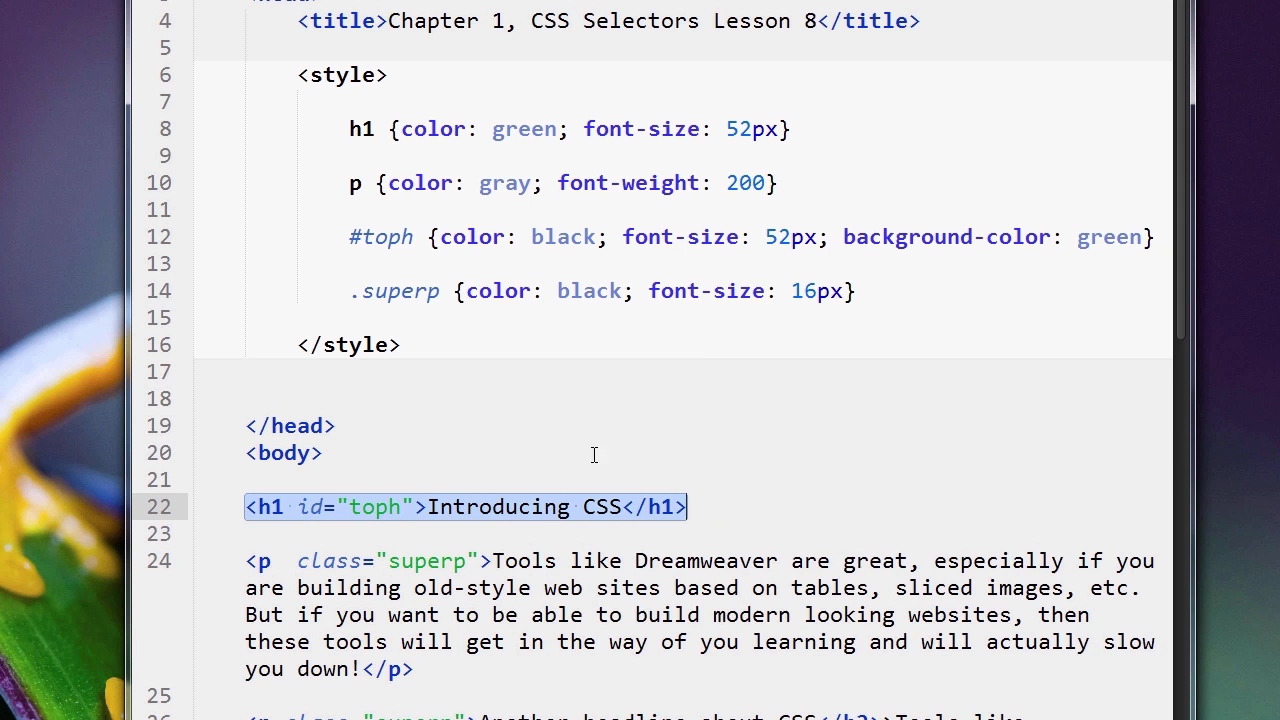 4 <title>Chapter 1, CSS Selectors Lesson 8</title>
5
6 <style>
7
8 h1 {color: green; font-size: 52px}
9
10 p {color: gray; font-weight: 200}
11
12 #toph {color: black; font-size: 52px; background-color: green}
13
14 .superp {color: black; font-size: 16px}
15
16 </style>
17
18
19 </head>
20 <body>
21
22 <h1 id="toph">Introducing CSS</h1>
23
24 <p  class="superp">Tools like Dreamweaver are great, especially if you
are building old-style web sites based on tables, sliced images, etc.
But if you want to be able to build modern looking websites, then
these tools will get in the way of you learning and will actually slow
you down!</p>
25